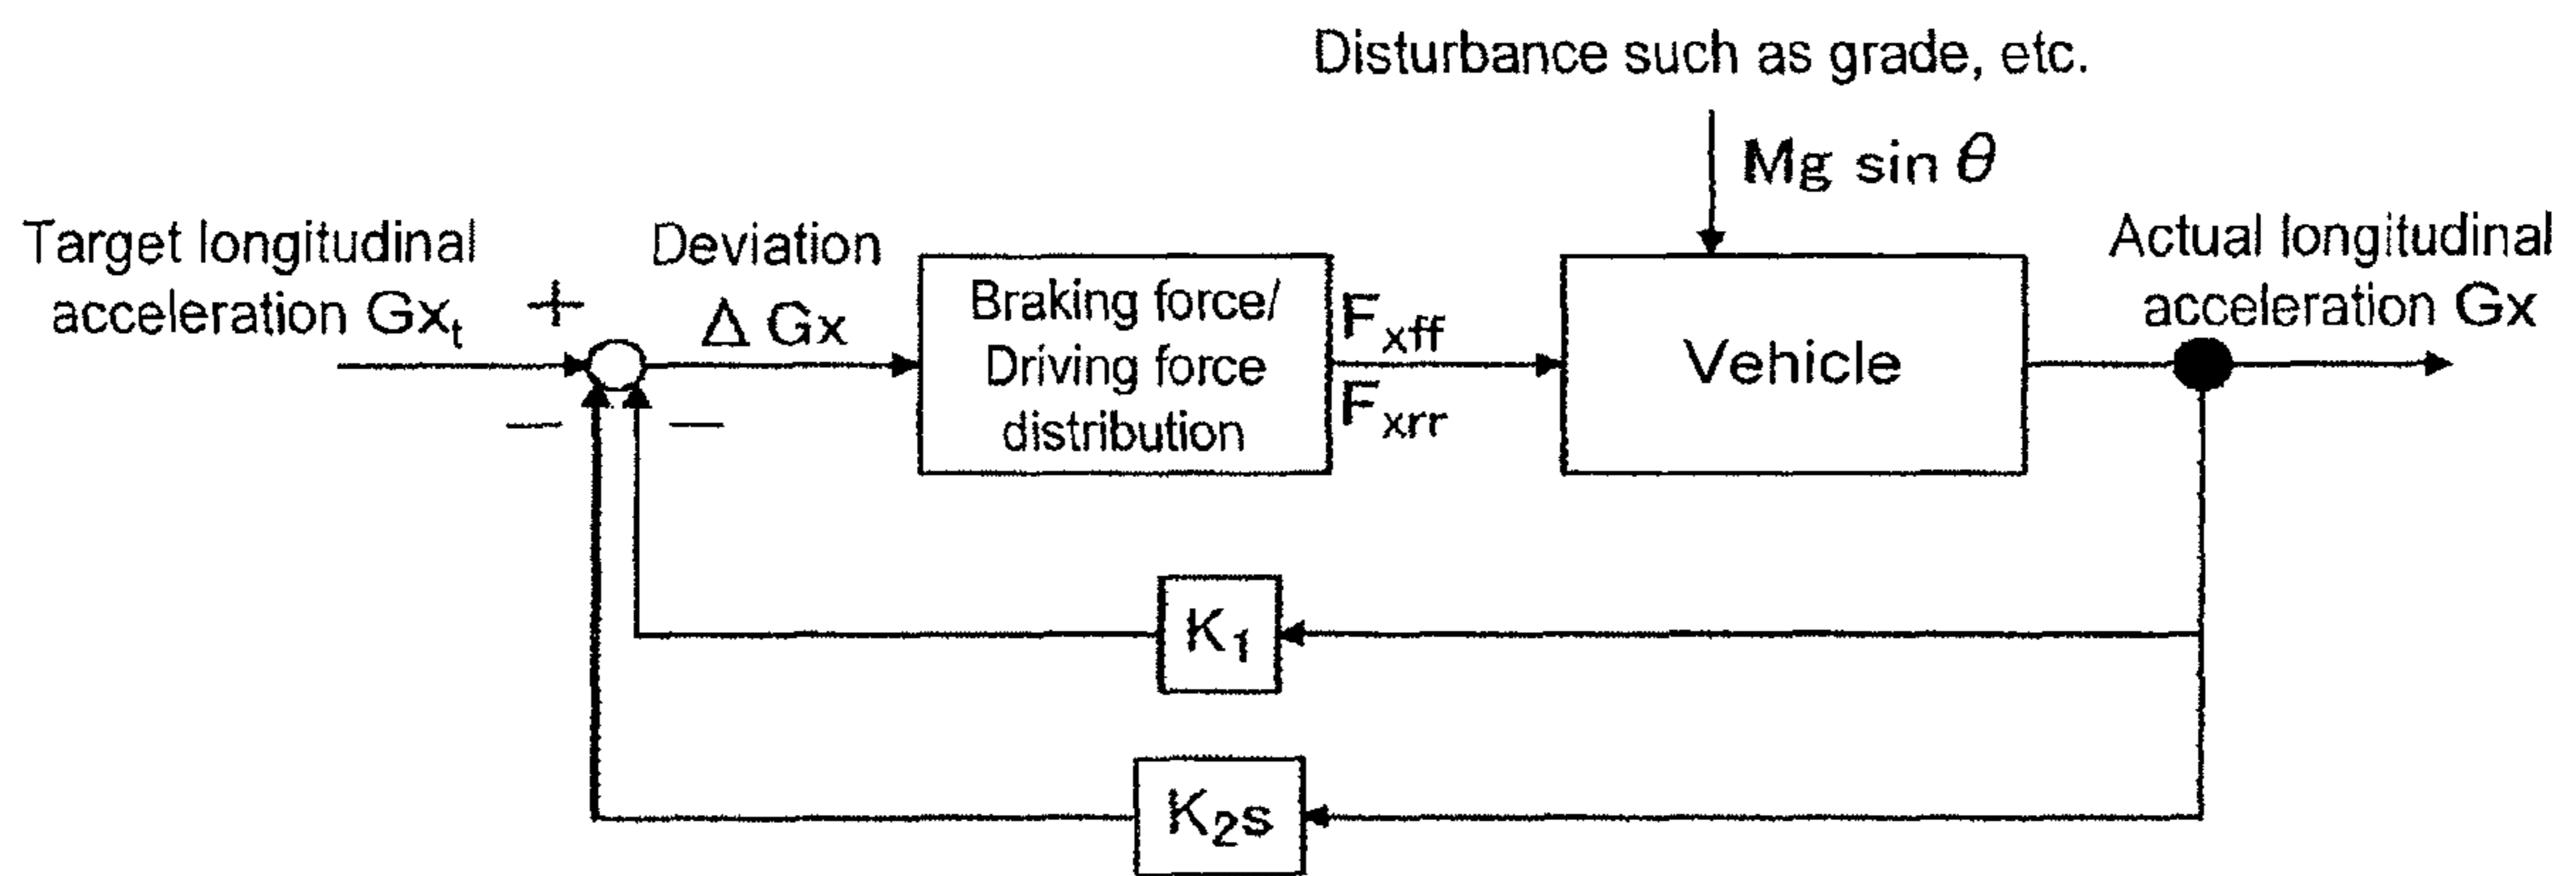 Disturbance such as grade, etc.
Mg sin θ
Target longitudinal
acceleration Gxₜ
+
Deviation
Δ Gx
Braking force/
Driving force
distribution
Fxff
Fxrr
Vehicle
Actual longitudinal
acceleration Gx
— —
K₁
K₂s